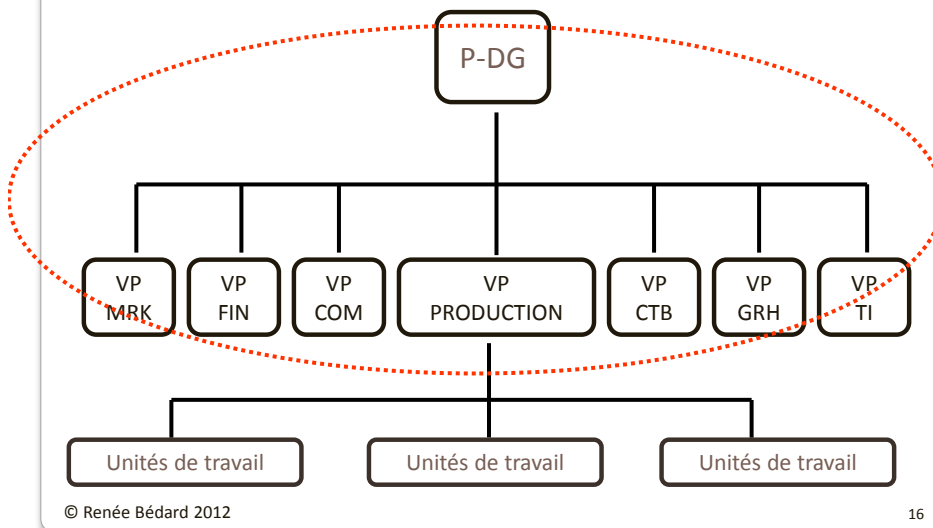 P-DG
VP
MRK
VP
FIN
VP
COM
VP
PRODUCTION
VP
CTB
VP
GRH
VP
TI
Unités de travail
Unités de travail
Unités de travail
© Renée Bédard 2012
16